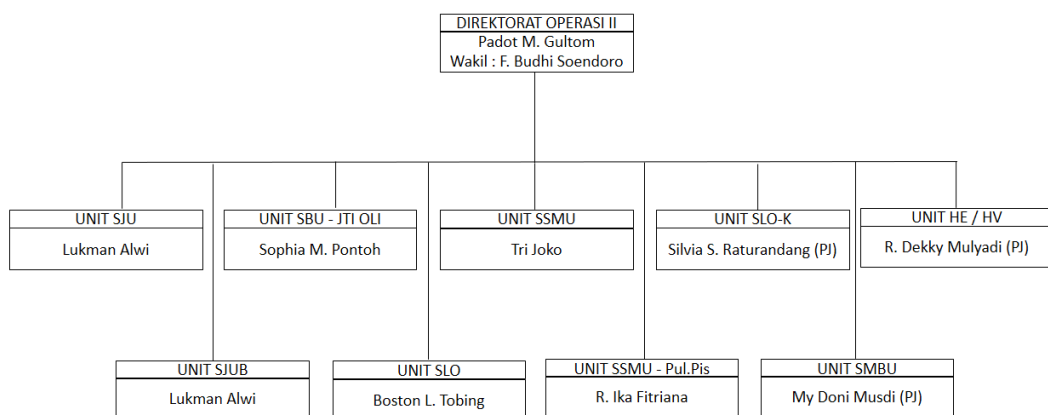 DIREKTORAT OPERASI II
Padot M. Gultom
Wakil : F. Budhi Soendoro
UNIT SJU
Lukman Alwi
UNIT SBU - JTI OLI
Sophia M. Pontoh
UNIT SSMU
Tri Joko
UNIT SLO-K
Silvia S. Raturandang (PJ)
UNIT HE / HV
R. Dekky Mulyadi (PJ)
UNIT SJUB
Lukman Alwi
UNIT SLO
Boston L. Tobing
UNIT SSMU - Pul.Pis
R. Ika Fitriana
UNIT SMBU
My Doni Musdi (PJ)